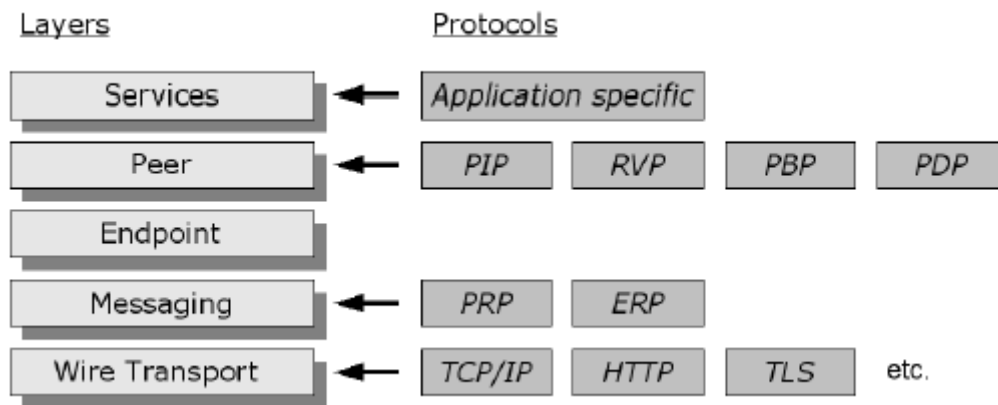 Layers Protocols
Services Application specific
Peer PIP RVP PBP PDP
Endpoint
Messaging PRP ERP
Wire Transport TCP/IP HTTP TLS etc.